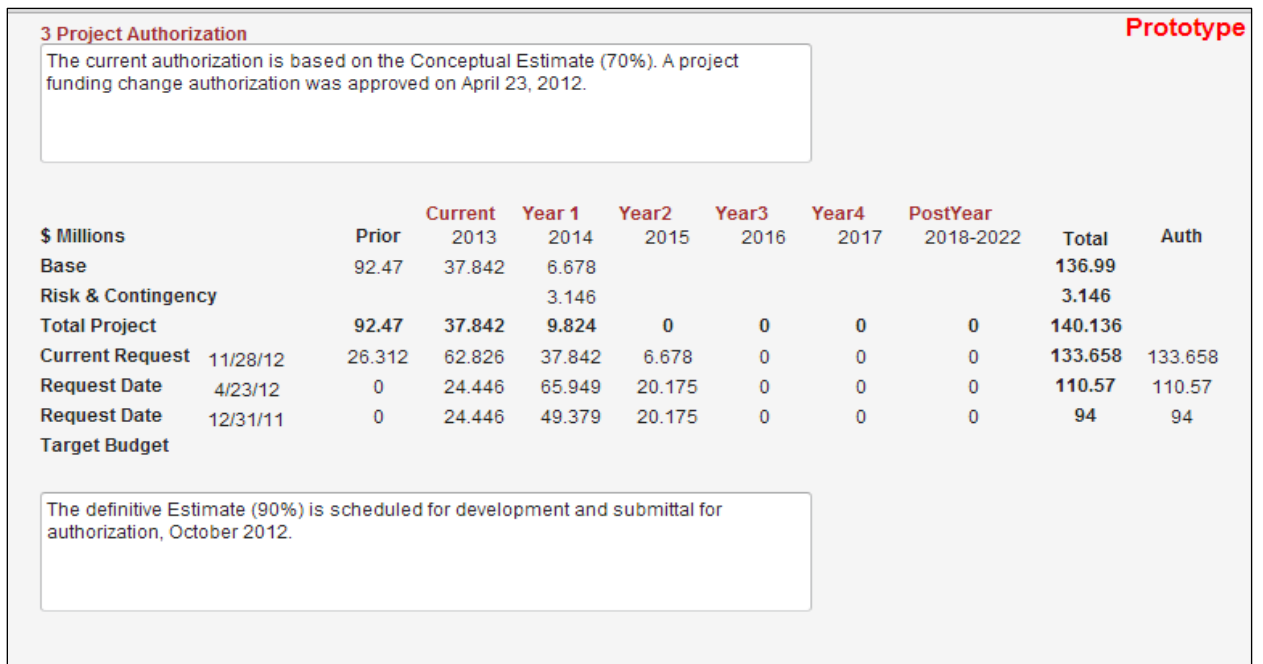 Prototype
3 Project Authorization
The current authorization is based on the Conceptual Estimate (70%). A project
funding change authorization was approved on April 23, 2012.
Current Year 1 Year2 Year3 Year4 PostYear
$ Millions Prior 2013 2014 2015 2016 2017 2018-2022 Total Auth
Base 92.47 37.842 6.678 136.99
Risk & Contingency 3.146 3.146
Total Project 92.47 37.842 9.824 0 0 0 0 140.136
Current Request 11/28/12 26.312 62.826 37.842 6.678 0 0 0 133.658 133.658
Request Date 4/23/12 0 24.446 65.949 20.175 0 0 0 110.57 110.57
Request Date 12/31/11 0 24.446 49.379 20.175 0 0 0 94 94
Target Budget
The definitive Estimate (90%) is scheduled for development and submittal for
authorization, October 2012.